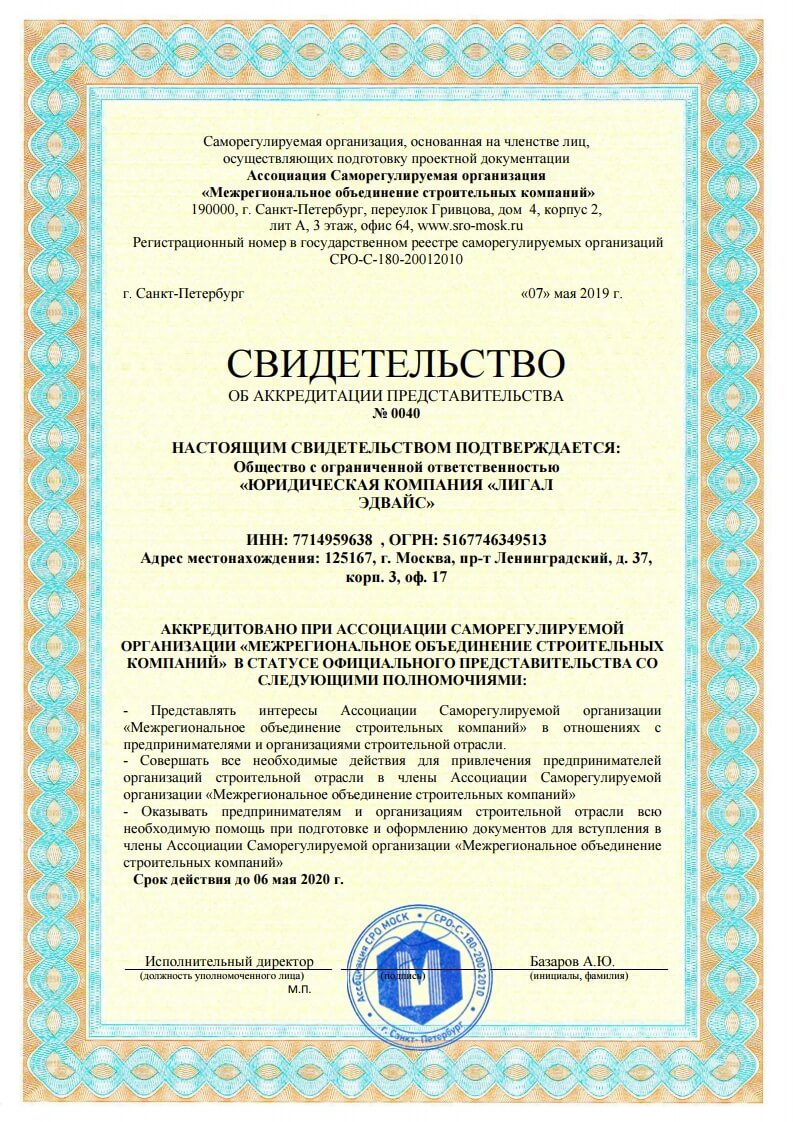 Саморегулируемая организация, основанная на членстве лиц,
осуществляющих подготовку проектной документации
Ассоциация Саморегулируемая организация
«Межрегиональное объединение строительных компаний»
190000, г. Санкт-Петербург, переулок Гривцова, дом 4, корпус 2,
лит А, 3 этаж, офис 64, www.sro-mosk.ru
Регистрационный номер в государственном реестре саморегулируемых организаций
СРО-С-180-20012010
г. Санкт-Петербург «07» мая 2019 г.
СВИДЕТЕЛЬСТВО
ОБ АККРЕДИТАЦИИ ПРЕДСТАВИТЕЛЬСТВА
№ 0040
НАСТОЯЩИМ СВИДЕТЕЛЬСТВОМ ПОДТВЕРЖДАЕТСЯ:
Общество с ограниченной ответственностью
«ЮРИДИЧЕСКАЯ КОМПАНИЯ «ЛИГАЛ
ЭДВАЙС»
ИНН: 7714959638 , ОГРН: 5167746349513
Адрес местонахождения: 125167, г. Москва, пр-т Ленинградский, д. 37,
корп. 3, оф. 17
АККРЕДИТОВАНО ПРИ АССОЦИАЦИИ САМОРЕГУЛИРУЕМОЙ
ОРГАНИЗАЦИИ «МЕЖРЕГИОНАЛЬНОЕ ОБЪЕДИНЕНИЕ СТРОИТЕЛЬНЫХ
КОМПАНИЙ» В СТАТУСЕ ОФИЦИАЛЬНОГО ПРЕДСТАВИТЕЛЬСТВА СО
СЛЕДУЮЩИМИ ПОЛНОМОЧИЯМИ:
- Представлять интересы Ассоциации Саморегулируемой организации
«Межрегиональное объединение строительных компаний» в отношениях с
предпринимателями и организациями строительной отрасли.
- Совершать все необходимые действия для привлечения предпринимателей
организаций строительной отрасли в члены Ассоциации Саморегулируемой
организации «Межрегиональное объединение строительных компаний»
- Оказывать предпринимателям и организациям строительной отрасли всю
необходимую помощь при подготовке и оформлению документов для вступления в
члены Ассоциации Саморегулируемой организации «Межрегиональное объединение
строительных компаний»
Срок действия до 06 мая 2020 г.
Исполнительный директор Базаров А.Ю.
(должность уполномоченного лица) (подпись) (инициалы, фамилия)
М.П.
Ассоциация СРО МОСК • СРО-С-180-20012010
• г. Санкт-Петербург •